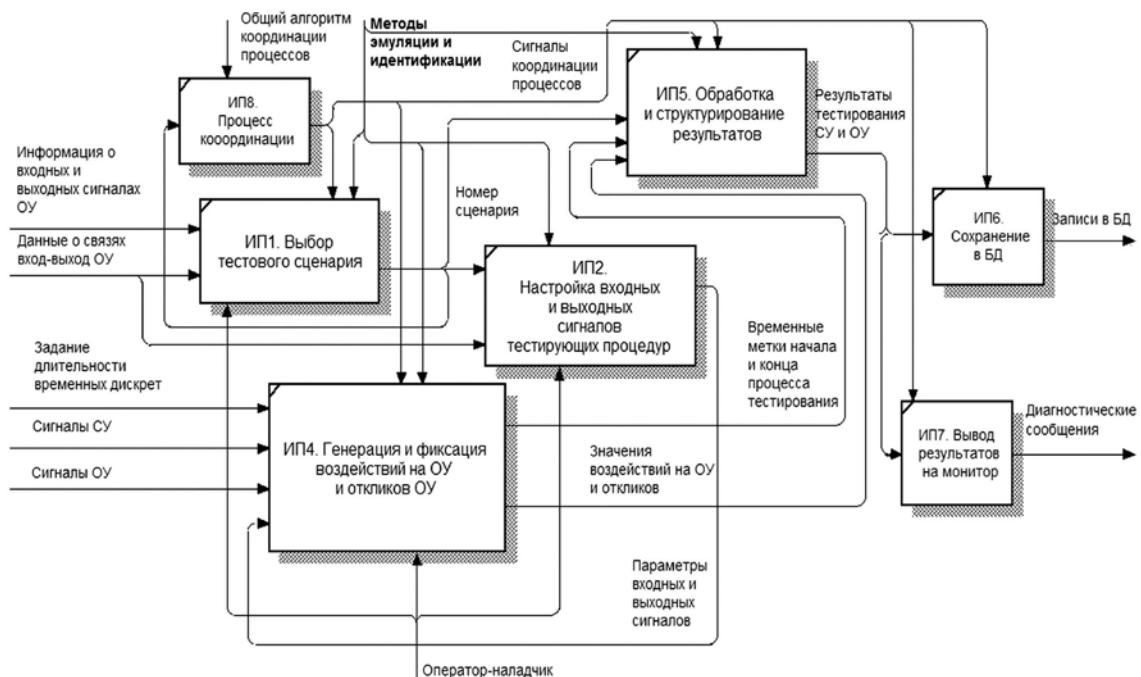 Общий алгоритм
координации
процессов
Методы
эмуляции и
идентификации
Сигналы
координации
процессов
ИП8.
Процесс
кооординации
ИП5. Обработка
и структурирование
результатов
Результаты
тестирования
СУ и ОУ
Информация о
входных и
выходных сигналах
ОУ
Данные о связях
вход-выход ОУ
ИП1. Выбор
тестового сценария
Номер
сценария
ИП2.
Настройка входных
и выходных
сигналов
тестирующих процедур
ИП6.
Сохранение
в БД
Записи в БД
Задание
длительности
временных дискрет
Сигналы СУ
Сигналы ОУ
ИП4. Генерация и фиксация
воздействий на ОУ
и откликов ОУ
Временные
метки начала
и конца
процесса
тестирования
Значения
воздействий на ОУ
и откликов
ИП7. Вывод
результатов
на монитор
Диагностические
сообщения
Параметры
входных и
выходных
сигналов
Оператор-наладчик